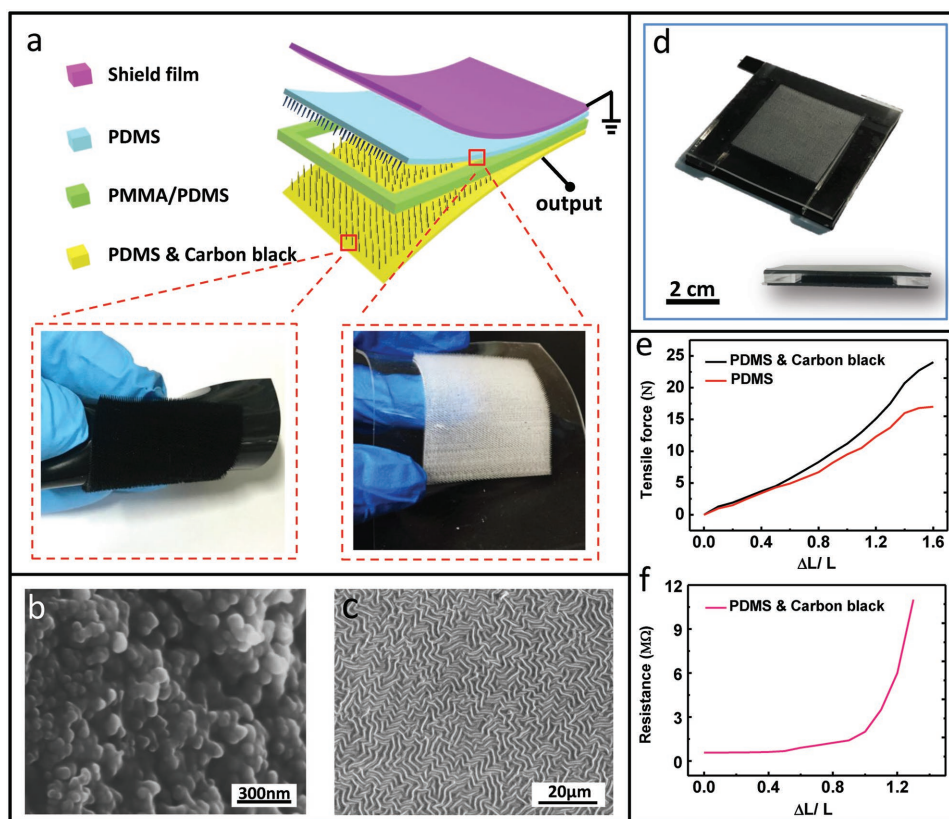 a
Shield film
PDMS
PMMA/PDMS
PDMS & Carbon black
output
b
300nm
c
20μm
d
2 cm
e
PDMS & Carbon black
PDMS
Tensile force (N)
25
20
15
10
5
0
0.0 0.4 0.8 1.2 1.6
ΔL/ L
f
PDMS & Carbon black
Resistance (MΩ)
12
9
6
3
0
0.0 0.4 0.8 1.2 1.6
ΔL/ L